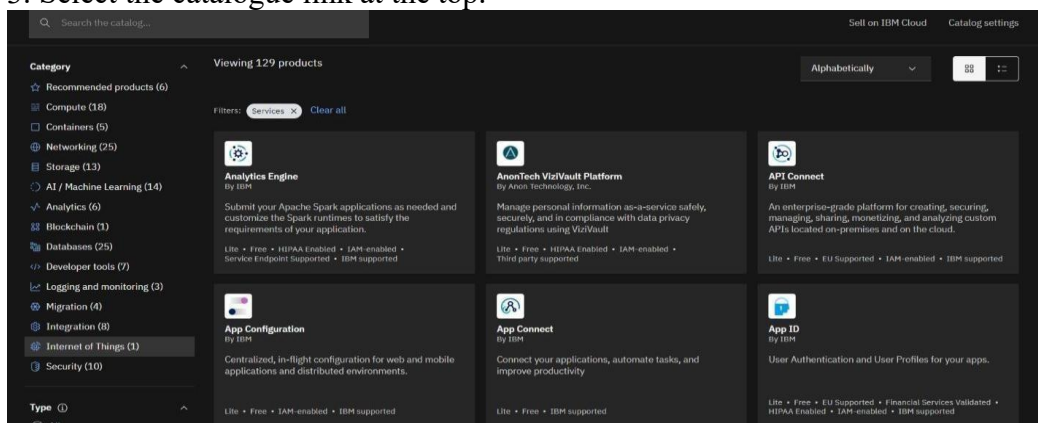 3. Select the catalogue link at the top.
Search the catalog...
Sell on IBM Cloud
Catalog settings
Category
Recommended products (6)
Compute (18)
Containers (5)
Networking (25)
Storage (13)
AI / Machine Learning (14)
Analytics (6)
Blockchain (1)
Databases (25)
Developer tools (7)
Logging and monitoring (3)
Migration (4)
Integration (8)
Internet of Things (1)
Security (10)
Type
Viewing 129 products
Alphabetically
Filters: Services × Clear all
Analytics Engine
By IBM
Submit your Apache Spark applications as needed and
customize the Spark runtimes to satisfy the
requirements of your application.
Lite • Free • HIPAA Enabled • IAM-enabled •
Service Endpoint Supported • IBM supported
AnonTech ViziVault Platform
By Anon Technology, Inc.
Manage personal information as-a-service safely,
securely, and in compliance with data privacy
regulations using ViziVault
Lite • Free • HIPAA Enabled • IAM-enabled •
Third party supported
API Connect
By IBM
An enterprise-grade platform for creating, securing,
managing, sharing, monetizing, and analyzing custom
APIs located on-premises and on the cloud.
Lite • Free • EU Supported • IAM-enabled • IBM supported
App Configuration
By IBM
Centralized, in-flight configuration for web and mobile
applications and distributed environments.
Lite • Free • IAM-enabled • IBM supported
App Connect
By IBM
Connect your applications, automate tasks, and
improve productivity
Lite • Free • IBM supported
App ID
By IBM
User Authentication and User Profiles for your apps.
Lite • Free • EU Supported • Financial Services Validated •
HIPAA Enabled • IAM-enabled • IBM supported